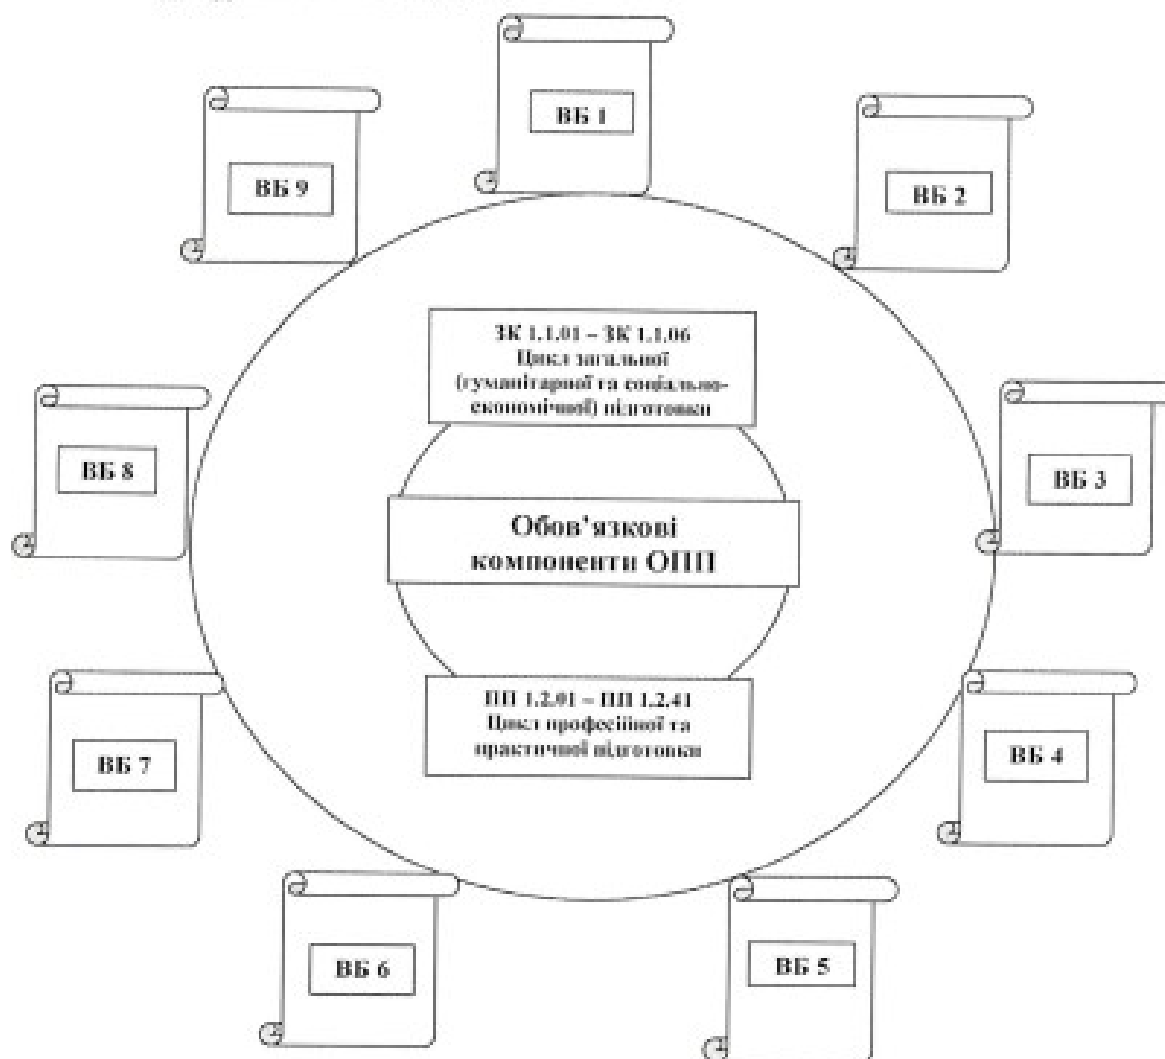 ВБ 1
ВБ 9
ВБ 2
ЗК 1.1.01 – ЗК 1.1.06
Цикл загальної
(гуманітарної та соціально-
економічної) підготовки
ВБ 8
ВБ 3
Обов'язкові
компоненти ОПП
ПП 1.2.01 – ПП 1.2.41
Цикл професійної та
практичної підготовки
ВБ 7
ВБ 4
ВБ 6
ВБ 5